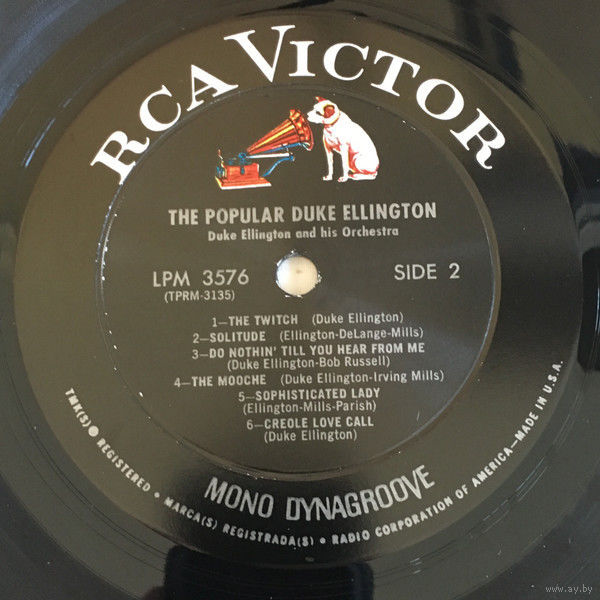 RCA VICTOR
THE POPULAR DUKE ELLINGTON
Duke Ellington and his Orchestra
LPM 3576
(TPRM-3135)
SIDE 2
1—THE TWITCH (Duke Ellington)
2—SOLITUDE (Ellington-DeLange-Mills)
3—DO NOTHIN' TILL YOU HEAR FROM ME
(Duke Ellington-Bob Russell)
4—THE MOOCHE (Duke Ellington-Irving Mills)
5—SOPHISTICATED LADY
(Ellington-Mills-Parish)
6—CREOLE LOVE CALL
(Duke Ellington)
MONO DYNAGROOVE
TMK(S) ® REGISTERED • MARCA(S) REGISTRADA(S) • RADIO CORPORATION OF AMERICA—MADE IN U.S.A.
www.ay.by